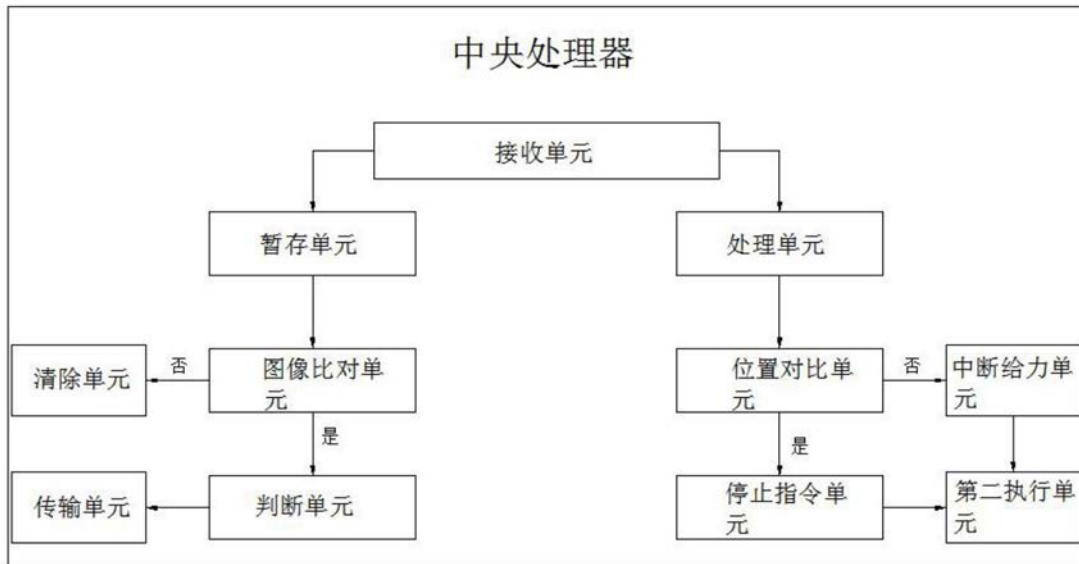 中央处理器
接收单元
暂存单元
处理单元
清除单元
否
图像比对单
元
位置对比单
元
否
中断给力单
元
是
是
传输单元
判断单元
停止指令单
元
第二执行单
元